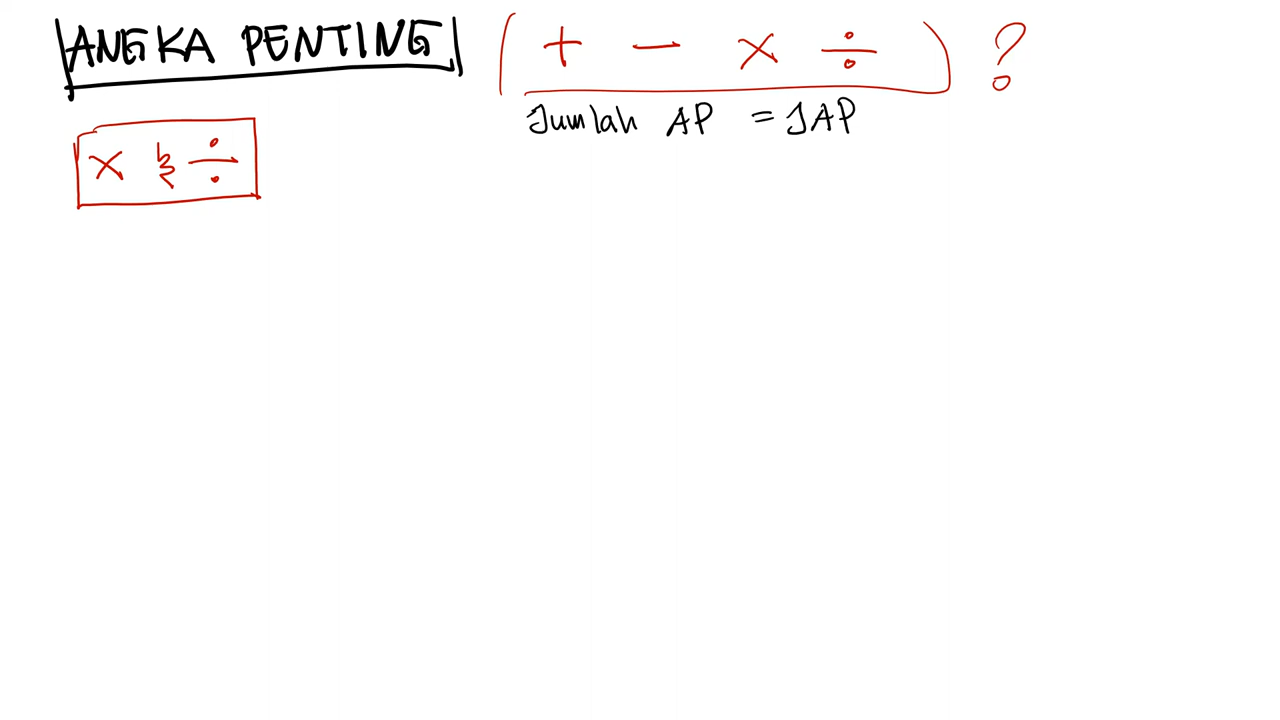 ANGKA PENTING ( + - × ÷ ) ?
Jumlah AP = JAP
× & ÷